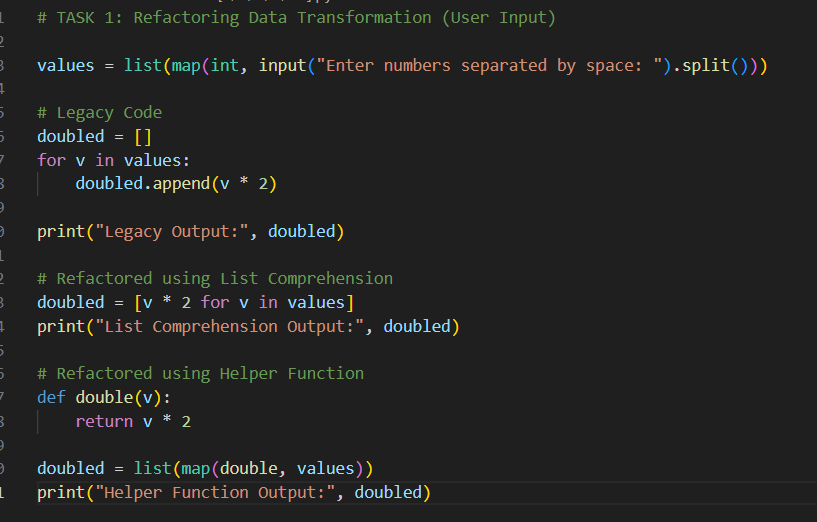 # TASK 1: Refactoring Data Transformation (User Input)
values = list(map(int, input("Enter numbers separated by space: ").split()))
# Legacy Code
doubled = []
for v in values:
    doubled.append(v * 2)
print("Legacy Output:", doubled)
# Refactored using List Comprehension
doubled = [v * 2 for v in values]
print("List Comprehension Output:", doubled)
# Refactored using Helper Function
def double(v):
    return v * 2
doubled = list(map(double, values))
print("Helper Function Output:", doubled)